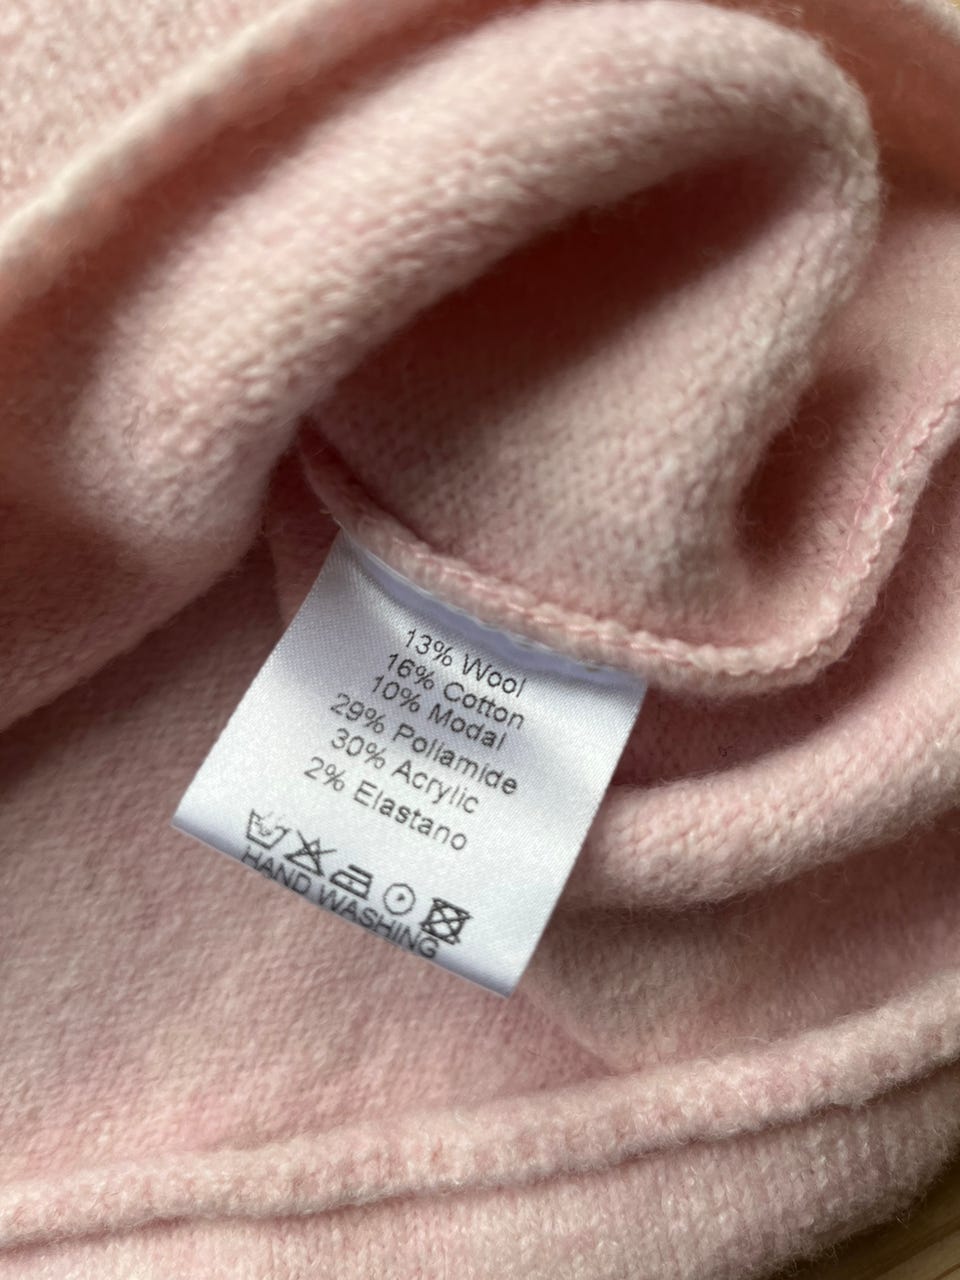 13% Wool
16% Cotton
10% Modal
29% Poliamide
30% Acrylic
2% Elastano
HAND WASHING